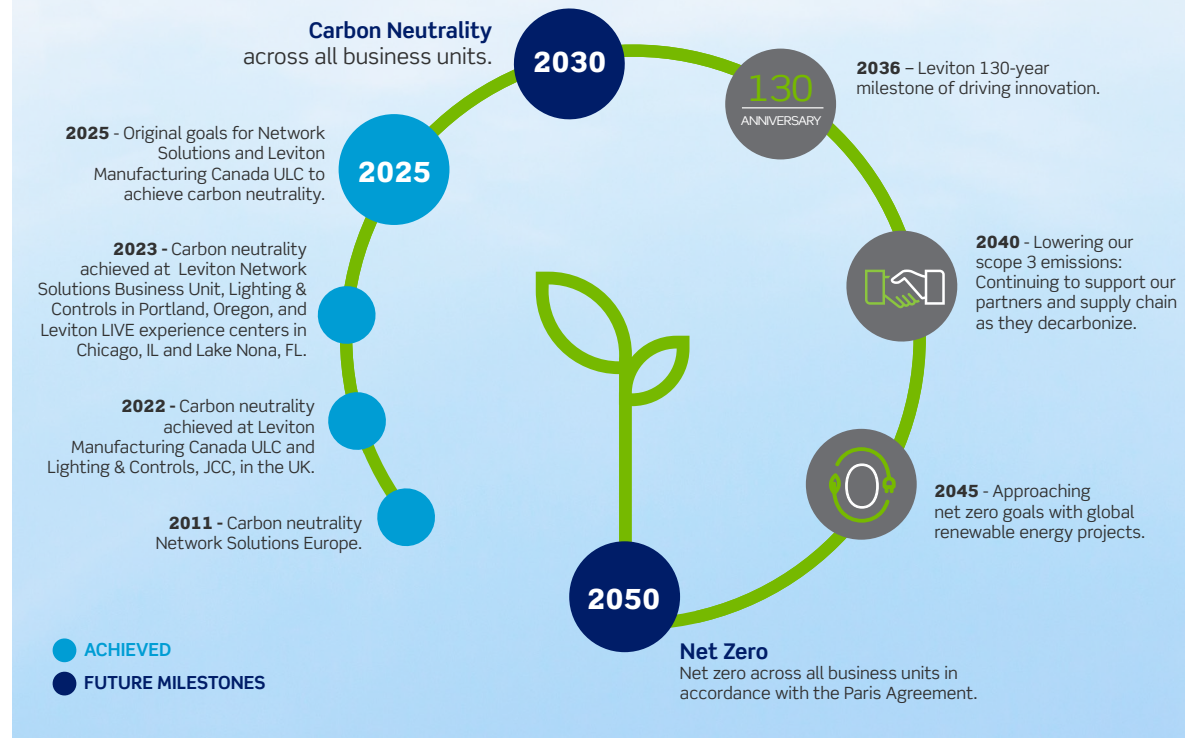 Carbon Neutrality
across all business units.
2030
130
ANNIVERSARY
2036 – Leviton 130-year
milestone of driving innovation.
2025 - Original goals for Network
Solutions and Leviton
Manufacturing Canada ULC to
achieve carbon neutrality.
2025
2023 - Carbon neutrality
achieved at Leviton Network
Solutions Business Unit, Lighting &
Controls in Portland, Oregon, and
Leviton LIVE experience centers in
Chicago, IL and Lake Nona, FL.
2040 - Lowering our
scope 3 emissions:
Continuing to support our
partners and supply chain
as they decarbonize.
2022 - Carbon neutrality
achieved at Leviton
Manufacturing Canada ULC and
Lighting & Controls, JCC, in the UK.
0
2045 - Approaching
net zero goals with global
renewable energy projects.
2011 - Carbon neutrality
Network Solutions Europe.
2050
Net Zero
Net zero across all business units in
accordance with the Paris Agreement.
ACHIEVED
FUTURE MILESTONES